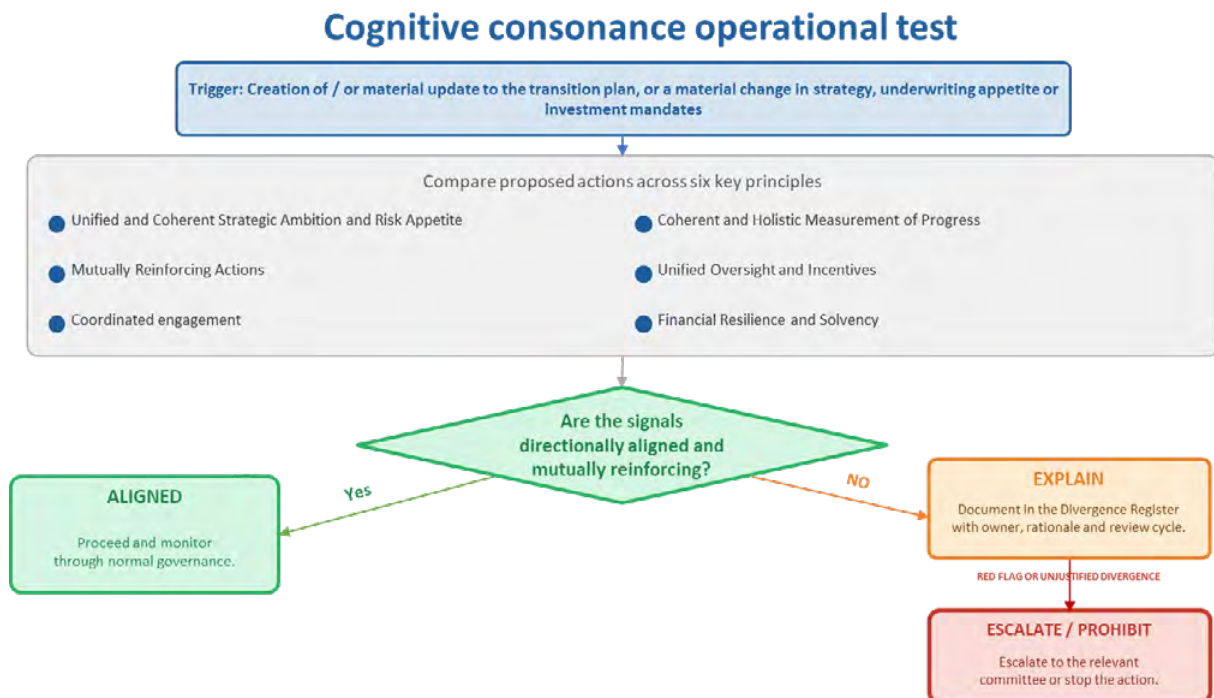 Cognitive consonance operational test
Trigger: Creation of / or material update to the transition plan, or a material change in strategy, underwriting appetite or
investment mandates
Compare proposed actions across six key principles
Unified and Coherent Strategic Ambition and Risk Appetite
Mutually Reinforcing Actions
Coordinated engagement
Coherent and Holistic Measurement of Progress
Unified Oversight and Incentives
Financial Resilience and Solvency
Are the signals
directionally aligned and
mutually reinforcing?
Yes
NO
ALIGNED
Proceed and monitor
through normal governance.
EXPLAIN
Document in the Divergence Register
with owner, rationale and review cycle.
RED FLAG OR UNJUSTIFIED DIVERGENCE
ESCALATE / PROHIBIT
Escalate to the relevant
committee or stop the action.